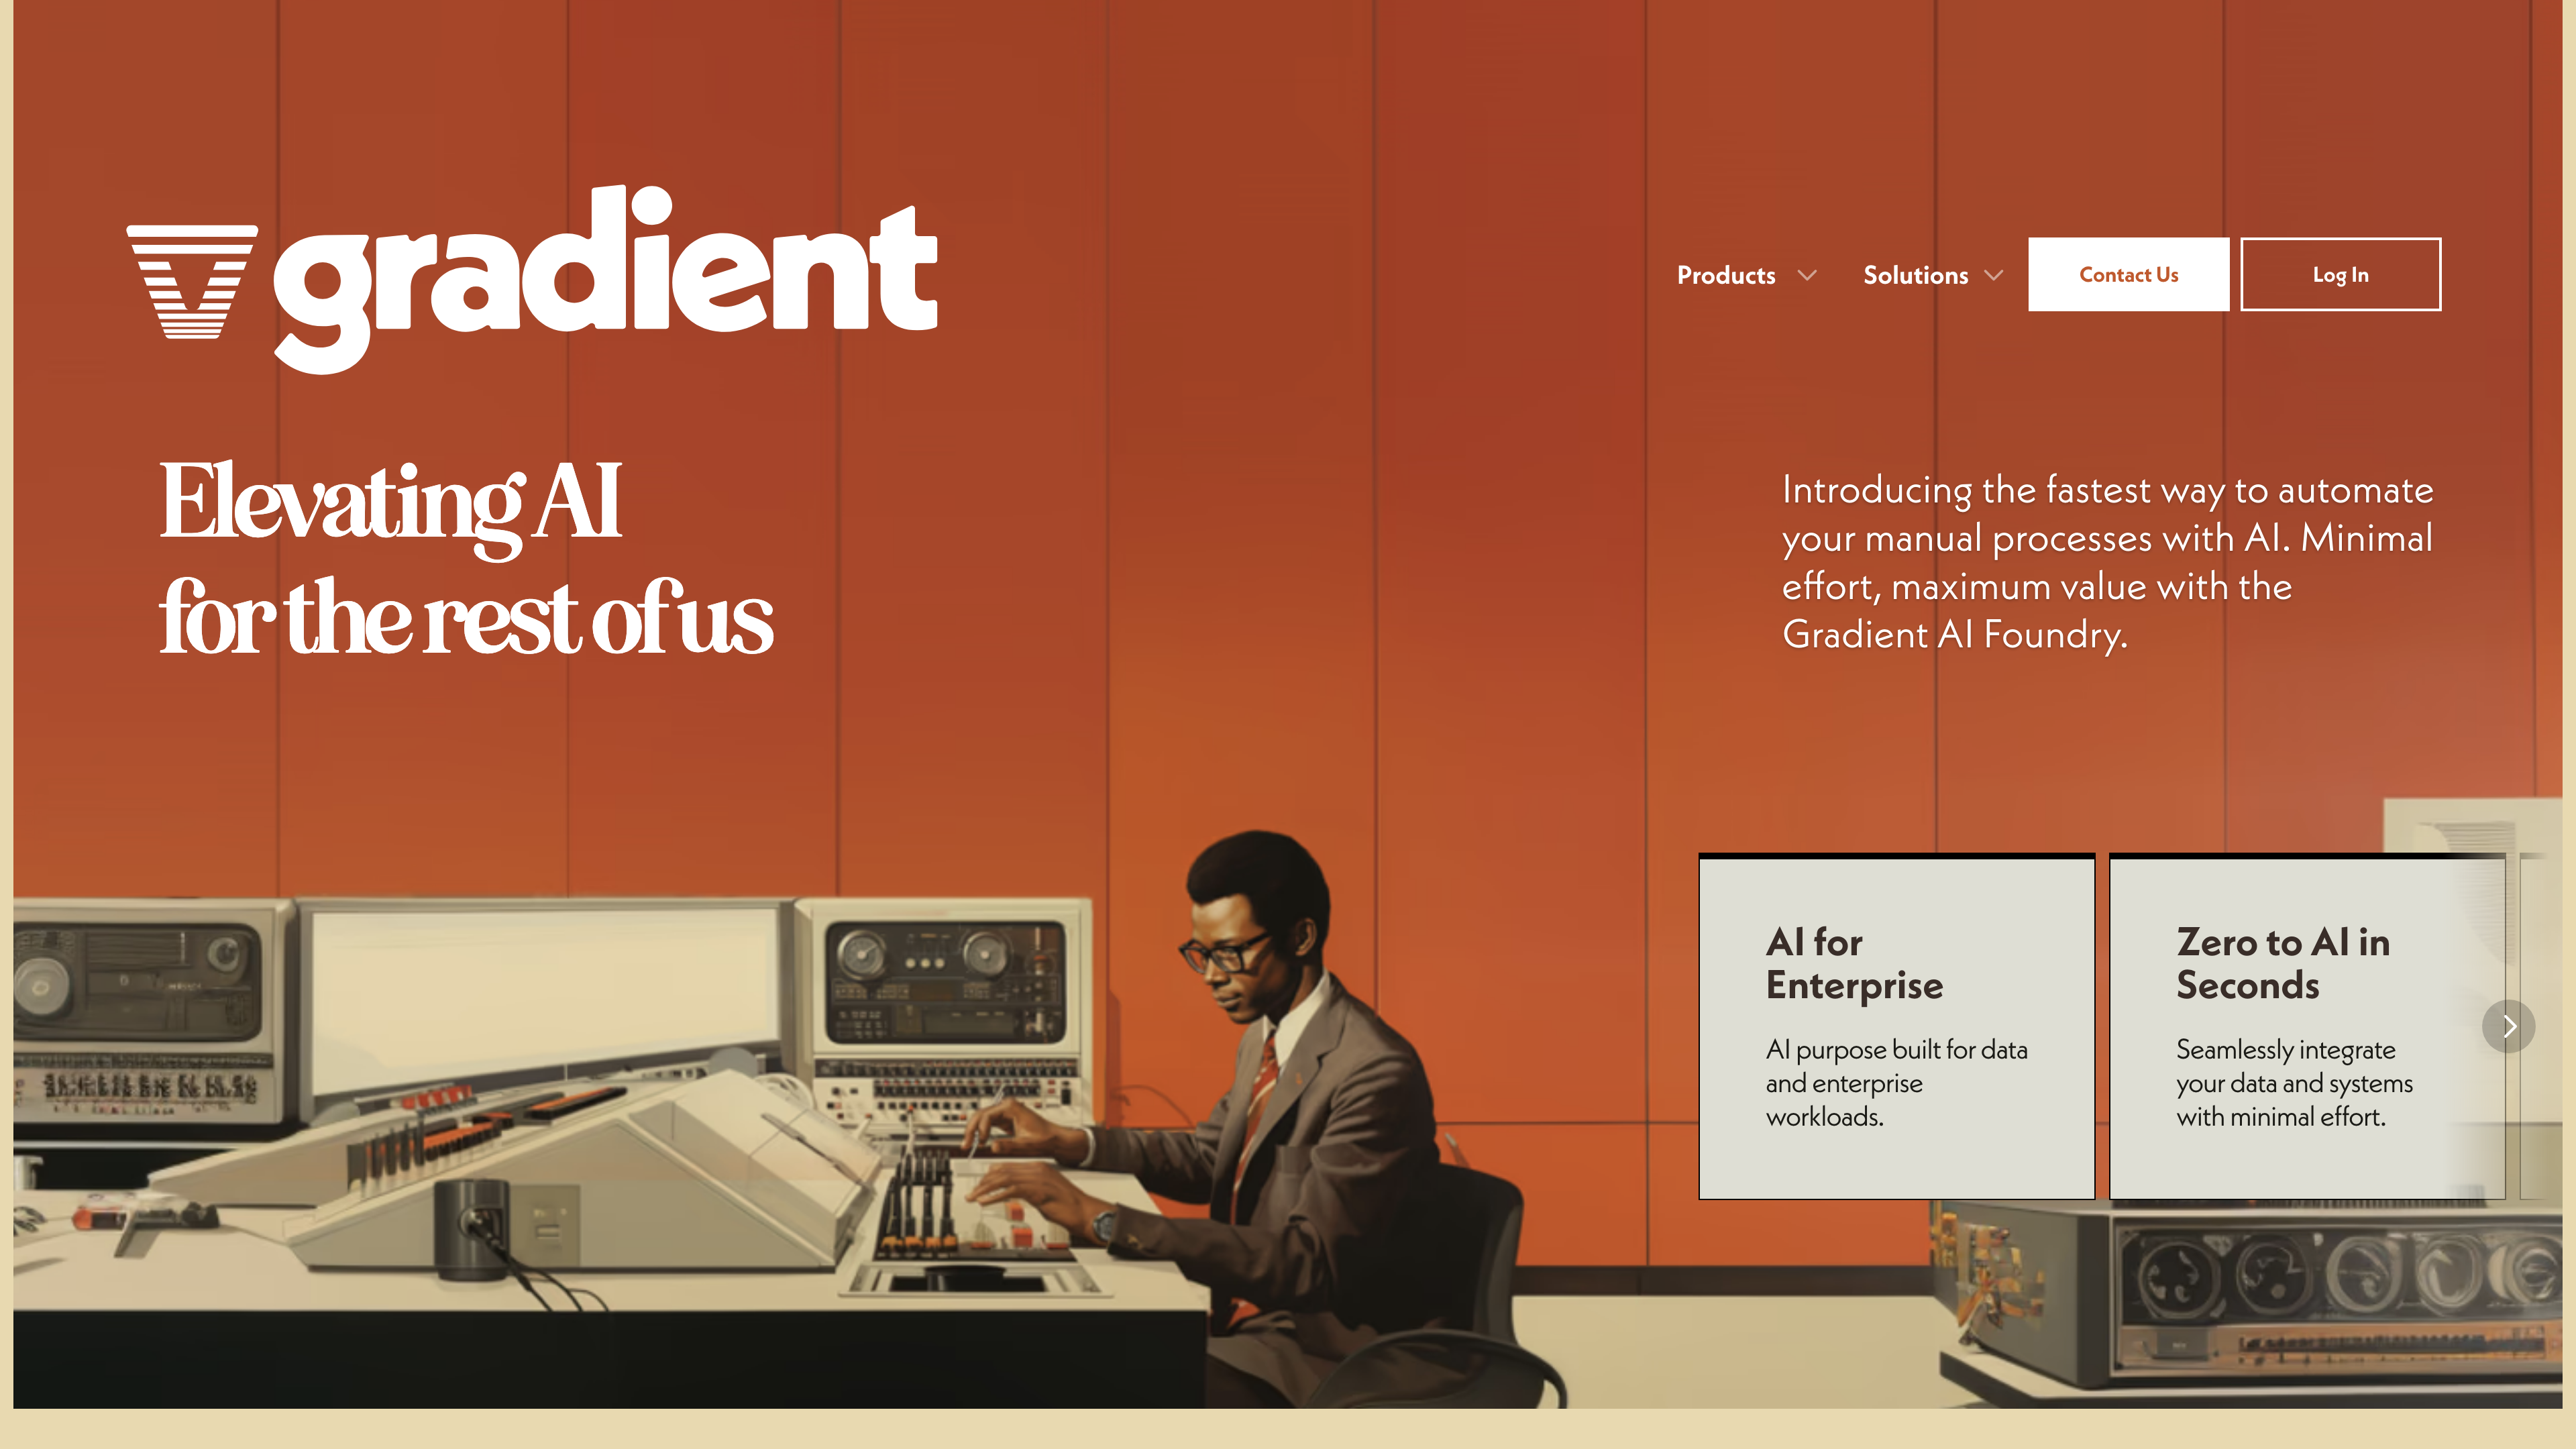 gradient
Products
Solutions
Contact Us
Log In
Elevating AI
for the rest of us
Introducing the fastest way to automate
your manual processes with AI. Minimal
effort, maximum value with the
Gradient AI Foundry.
AI for
Enterprise
AI purpose built for data
and enterprise
workloads.
Zero to AI in
Seconds
Seamlessly integrate
your data and systems
with minimal effort.